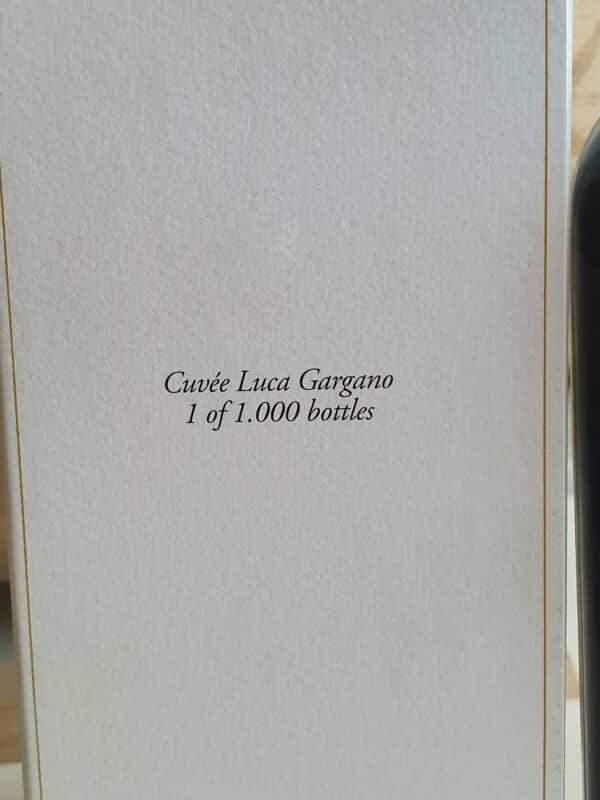 Cuvée Luca Gargano
1 of 1.000 bottles